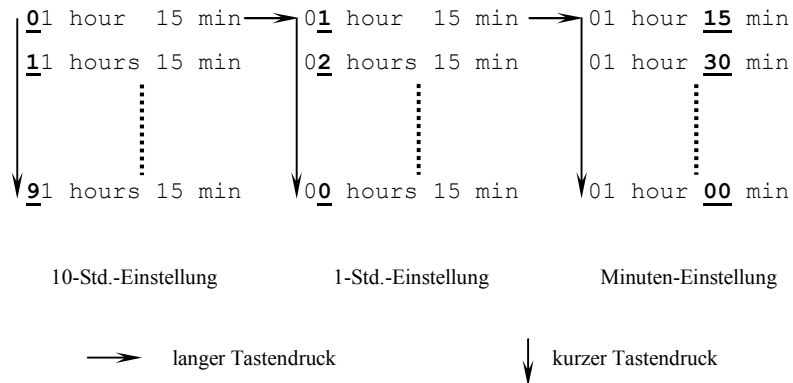 01 hour 15 min 01 hour 15 min 01 hour 15 min
11 hours 15 min 02 hours 15 min 01 hour 30 min
91 hours 15 min 00 hours 15 min 01 hour 00 min
10-Std.-Einstellung 1-Std.-Einstellung Minuten-Einstellung
langer Tastendruck kurzer Tastendruck